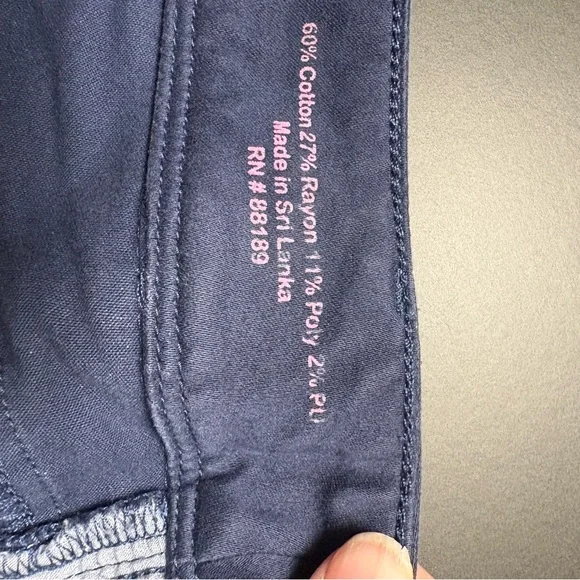 60% Cotton 27% Rayon 11% Poly 2% PU
Made in Sri Lanka
RN # 88189